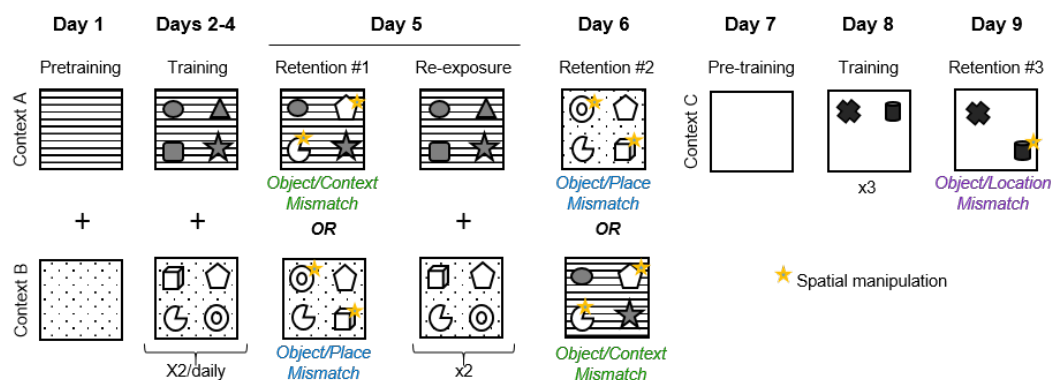 Day 1
Days 2-4
Day 5
Day 6
Day 7
Day 8
Day 9
Pretraining
Training
Retention #1
Re-exposure
Retention #2
Pre-training
Training
Retention #3
Context A
Context C
Object/Context
Mismatch
Object/Place
Mismatch
x3
Object/Location
Mismatch
+
+
OR
+
OR
Context B
Spatial manipulation
X2/daily
Object/Place
Mismatch
x2
Object/Context
Mismatch